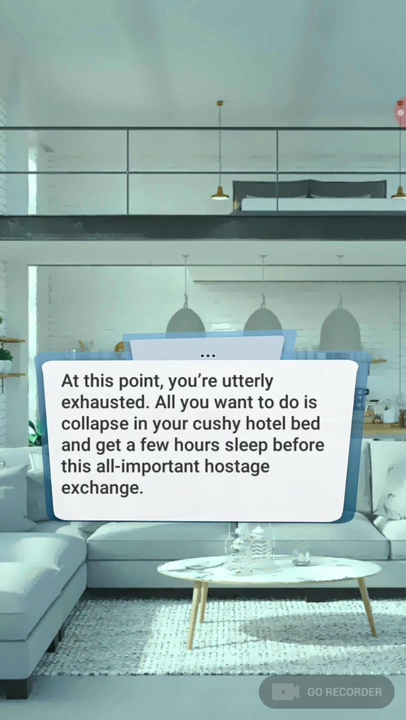 ...
At this point, you're utterly
exhausted. All you want to do is
collapse in your cushy hotel bed
and get a few hours sleep before
this all-important hostage
exchange.
GO RECORDER